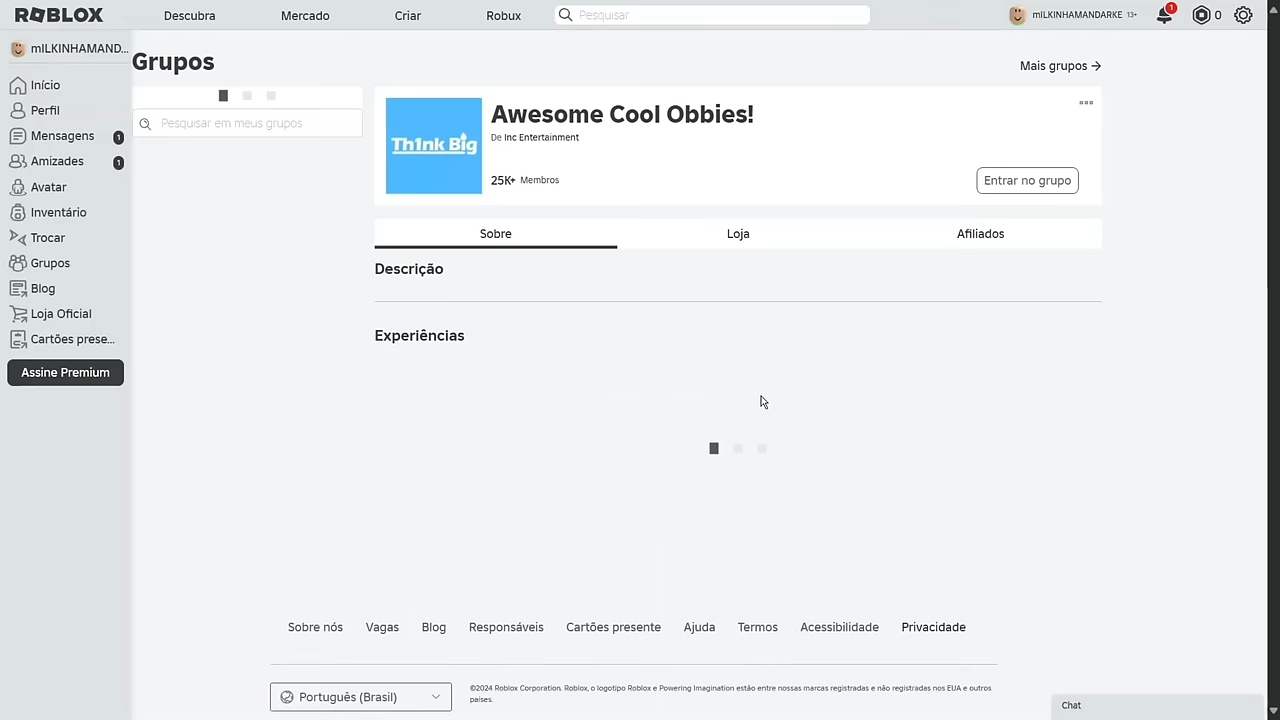 ROBLOX
Descubra
Mercado
Criar
Robux
Pesquisar
mILKINHAMANDARKE 13+
1
0
mILKINHAMAND...
Início
Perfil
Mensagens 1
Amizades 1
Avatar
Inventário
Trocar
Grupos
Blog
Loja Oficial
Cartões prese...
Assine Premium
Grupos
Mais grupos →
Pesquisar em meus grupos
Th1nk Big
Awesome Cool Obbies!
De Inc Entertainment
25K+ Membros
Entrar no grupo
Sobre
Loja
Afiliados
Descrição
Experiências
Sobre nós
Vagas
Blog
Responsáveis
Cartões presente
Ajuda
Termos
Acessibilidade
Privacidade
Português (Brasil)
©2024 Roblox Corporation. Roblox, o logotipo Roblox e Powering Imagination estão entre nossas marcas registradas e não registradas nos EUA e outros
países.
Chat